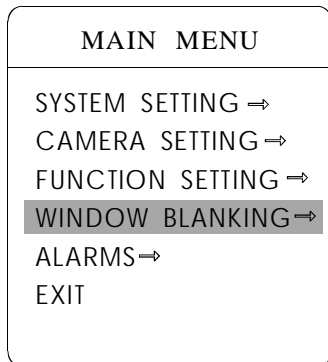 MAIN MENU
SYSTEM SETTING ⇒
CAMERA SETTING ⇒
FUNCTION SETTING ⇒
WINDOW BLANKING ⇒
ALARMS ⇒
EXIT